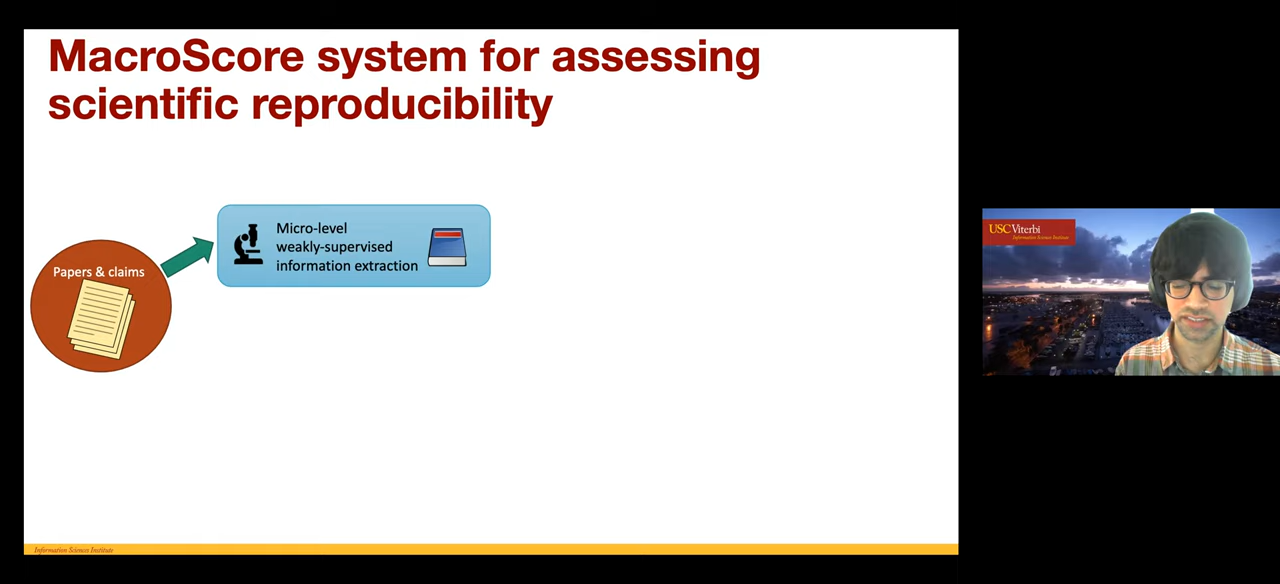 MacroScore system for assessing
scientific reproducibility
Micro-level
weakly-supervised
information extraction
Papers & claims
USC Viterbi
Information Science Institute
Information Sciences Institute